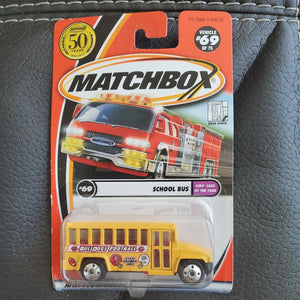 For Ages 3 and Up
VEHICLE
#69
OF 75
50
YEARS
MATCHBOX
#69
SCHOOL BUS
KIDS' CARS
OF THE YEAR
BULLDOGS FOOTBALL